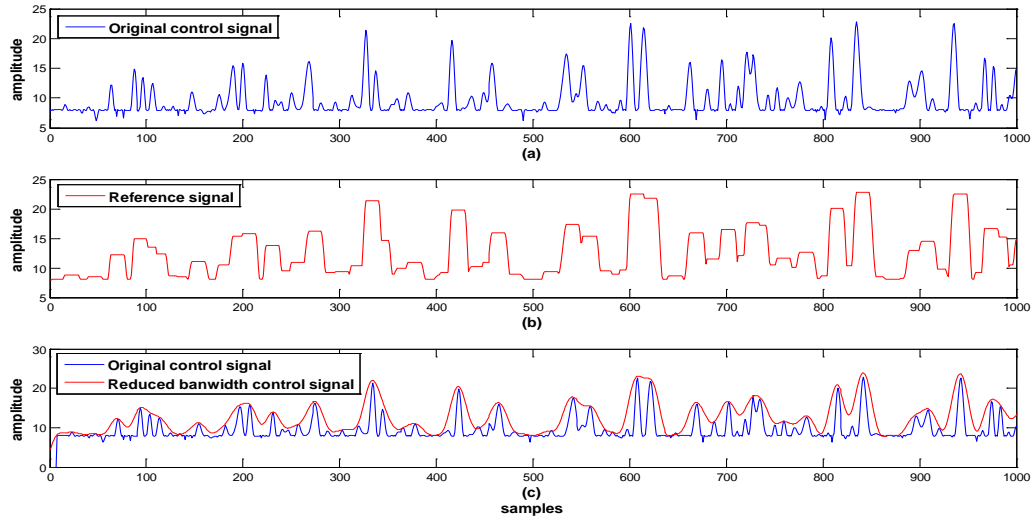 25
20
15
10
5
amplitude
Original control signal
100 200 300 400 500 600 700 800 900 1000
(a)
25
20
15
10
5
amplitude
Reference signal
0 100 200 300 400 500 600 700 800 900 1000
(b)
30
20
10
0
amplitude
Original control signal
Reduced banwidth control signal
0 100 200 300 400 500 600 700 800 900 1000
(c)
samples